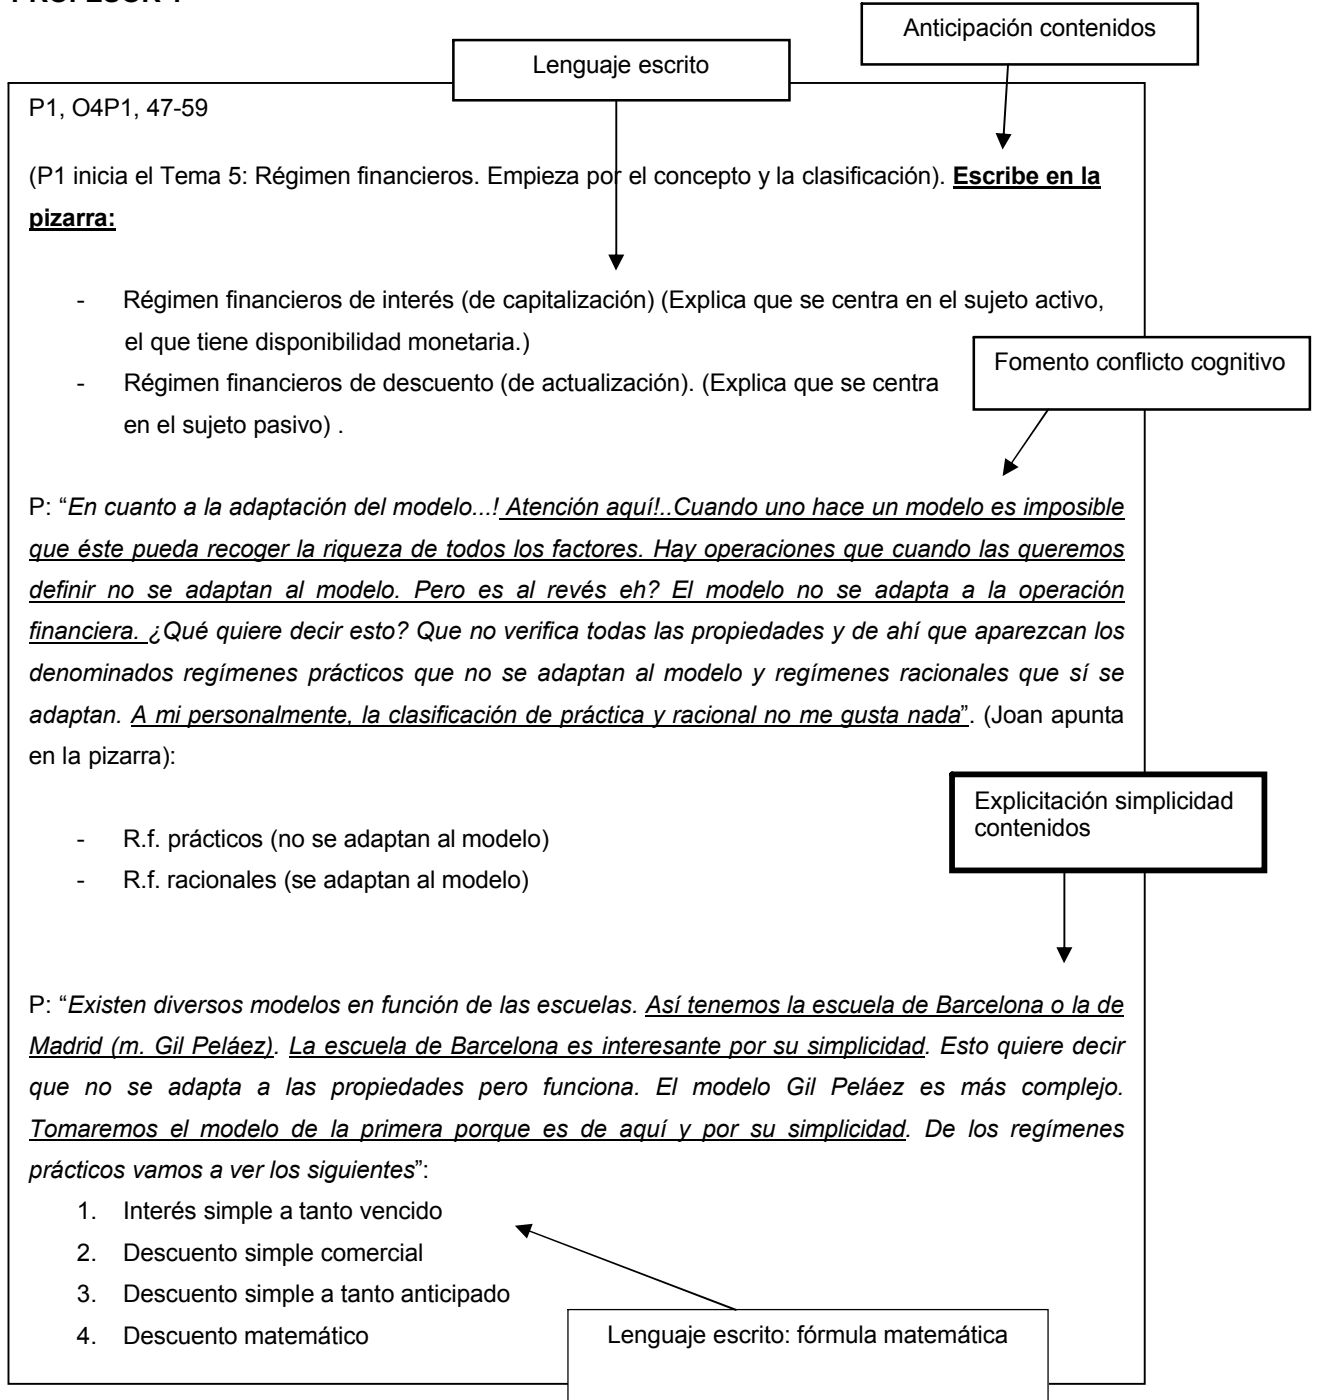 Anticipación contenidos
Lenguaje escrito
P1, O4P1, 47-59
(P1 inicia el Tema 5: Régimen financieros. Empieza por el concepto y la clasificación). Escribe en la
pizarra:
- Régimen financieros de interés (de capitalización) (Explica que se centra en el sujeto activo,
el que tiene disponibilidad monetaria.)
- Régimen financieros de descuento (de actualización). (Explica que se centra
en el sujeto pasivo) .
Fomento conflicto cognitivo
P: “En cuanto a la adaptación del modelo...! Atención aquí!..Cuando uno hace un modelo es imposible
que éste pueda recoger la riqueza de todos los factores. Hay operaciones que cuando las queremos
definir no se adaptan al modelo. Pero es al revés eh? El modelo no se adapta a la operación
financiera. ¿Qué quiere decir esto? Que no verifica todas las propiedades y de ahí que aparezcan los
denominados regímenes prácticos que no se adaptan al modelo y regímenes racionales que sí se
adaptan. A mi personalmente, la clasificación de práctica y racional no me gusta nada”. (Joan apunta
en la pizarra):
Explicitación simplicidad
contenidos
- R.f. prácticos (no se adaptan al modelo)
- R.f. racionales (se adaptan al modelo)
P: “Existen diversos modelos en función de las escuelas. Así tenemos la escuela de Barcelona o la de
Madrid (m. Gil Peláez). La escuela de Barcelona es interesante por su simplicidad. Esto quiere decir
que no se adapta a las propiedades pero funciona. El modelo Gil Peláez es más complejo.
Tomaremos el modelo de la primera porque es de aquí y por su simplicidad. De los regímenes
prácticos vamos a ver los siguientes”:
1. Interés simple a tanto vencido
2. Descuento simple comercial
3. Descuento simple a tanto anticipado
4. Descuento matemático
Lenguaje escrito: fórmula matemática